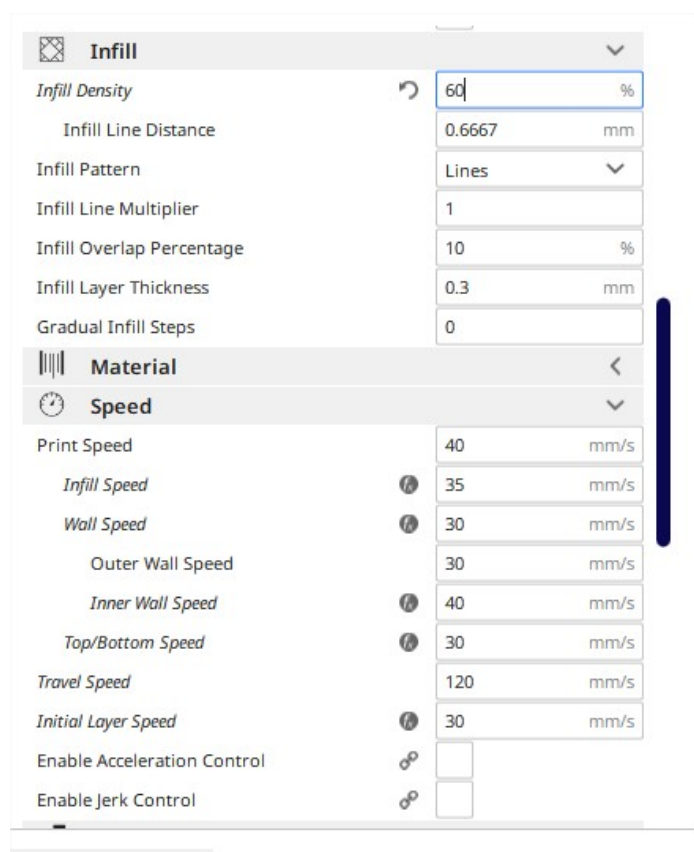 Infill
Infill Density 60 %
Infill Line Distance 0.6667 mm
Infill Pattern Lines
Infill Line Multiplier 1
Infill Overlap Percentage 10 %
Infill Layer Thickness 0.3 mm
Gradual Infill Steps 0
Material
Speed
Print Speed 40 mm/s
Infill Speed 35 mm/s
Wall Speed 30 mm/s
Outer Wall Speed 30 mm/s
Inner Wall Speed 40 mm/s
Top/Bottom Speed 30 mm/s
Travel Speed 120 mm/s
Initial Layer Speed 30 mm/s
Enable Acceleration Control
Enable Jerk Control